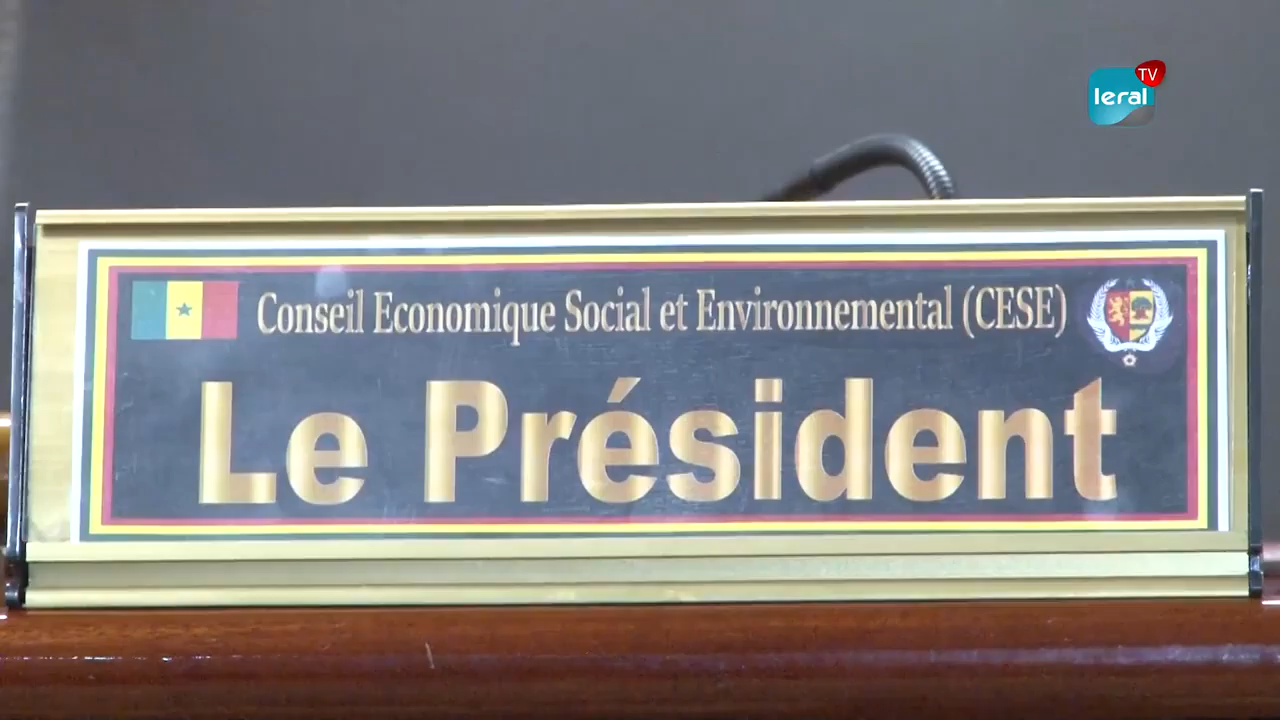 TV
leral
Conseil Economique Social et Environnemental (CESE)
Le Président